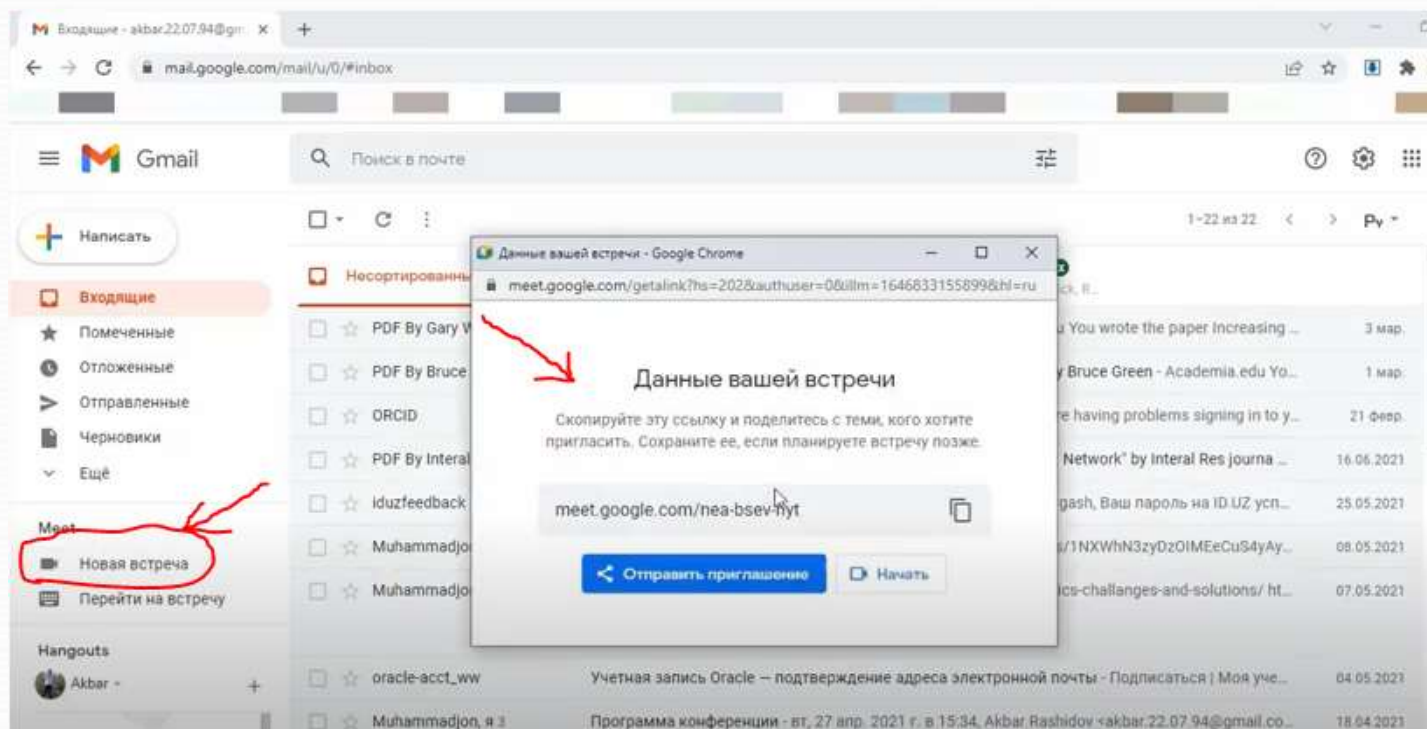 Входящие - akbar.22.07.94@gm
mail.google.com/mail/u/0/#inbox
Gmail
Поиск в почте
Написать
1–22 из 22
Ру
Входящие
Помеченные
Отложенные
Отправленные
Черновики
Ещё
Meet
Новая встреча
Перейти на встречу
Hangouts
Akbar
Несортированны
Данные вашей встречи - Google Chrome
meet.google.com/getalink?hs=202&authuser=0&illm=1646833155899&hl=ru
Данные вашей встречи
Скопируйте эту ссылку и поделитесь с теми, кого хотите
пригласить. Сохраните ее, если планируете встречу позже.
meet.google.com/nea-bsev-hyt
Отправить приглашение
Начать
PDF By Gary W u You wrote the paper Increasing ... 3 мар.
PDF By Bruce y Bruce Green - Academia.edu Yo... 1 мар.
ORCID re having problems signing in to y... 21 февр.
PDF By Interal Network" by Interal Res journa ... 16.06.2021
iduzfeedback gash, Ваш пароль на ID.UZ усп... 25.05.2021
Muhammadjo s/1NXWhN3zyDzOIMEeCuS4yAy... 08.05.2021
Muhammadjo ics-challanges-and-solutions/ ht... 07.05.2021
oracle-acct_ww Учетная запись Oracle — подтверждение адреса электронной почты - Подписаться | Моя уче... 04.05.2021
Muhammadjon, я 3 Программа конференции - вт, 27 апр. 2021 г. в 15:34, Akbar Rashidov <akbar.22.07.94@gmail.co... 18.04.2021